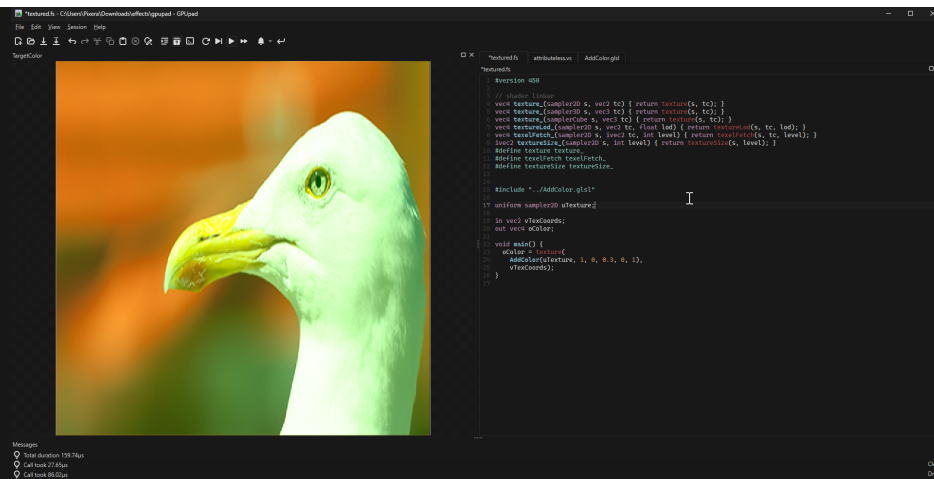 *textured.fs - C:\Users\Pixera\Downloads\effects\gpupad - GPUpad
File Edit View Session Help
TargetColor
*textured.fs attributeless.vs AddColor.glsl
*textured.fs
1 #version 450
2
3 // shader linker
4 vec4 texture_(sampler2D s, vec2 tc) { return texture(s, tc); }
5 vec4 texture_(sampler3D s, vec3 tc) { return texture(s, tc); }
6 vec4 texture_(samplerCube s, vec3 tc) { return texture(s, tc); }
7 vec4 textureLod_(sampler2D s, vec2 tc, float lod) { return textureLod(s, tc, lod); }
8 vec4 texelFetch_(sampler2D s, ivec2 tc, int level) { return texelFetch(s, tc, level); }
9 ivec2 textureSize_(sampler2D s, int level) { return textureSize(s, level); }
10 #define texture texture_
11 #define texelFetch texelFetch_
12 #define textureSize textureSize_
13
14
15 #include "../AddColor.glsl"
16
17 uniform sampler2D uTexture;
18
19 in vec2 vTexCoords;
20 out vec4 oColor;
21
22 void main() {
23 oColor = texture(
24 AddColor(uTexture, 1, 0, 0.3, 0, 1),
25 vTexCoords);
26 }
27
Messages
Total duration 159.74µs
Call took 27.65µs
Call took 86.02µs